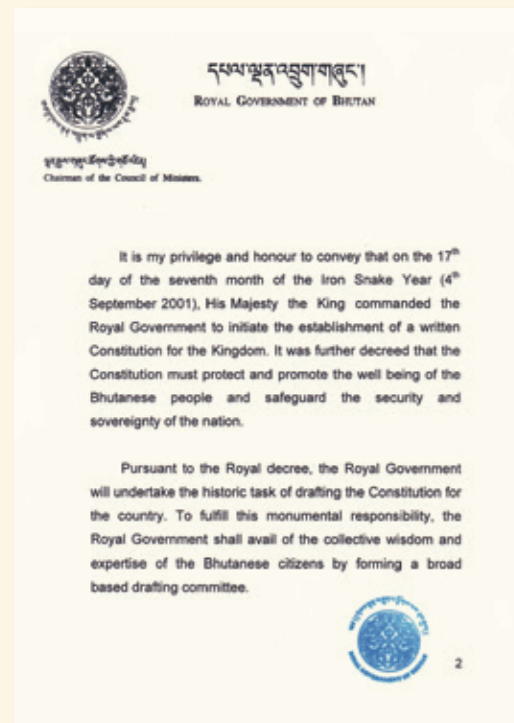 དཔལ་ལྡན་འབྲུག་གཞུང་།
ROYAL GOVERNMENT OF BHUTAN
Chairman of the Council of Ministers.
It is my privilege and honour to convey that on the 17th
day of the seventh month of the Iron Snake Year (4th
September 2001), His Majesty the King commanded the
Royal Government to initiate the establishment of a written
Constitution for the Kingdom. It was further decreed that the
Constitution must protect and promote the well being of the
Bhutanese people and safeguard the security and
sovereignty of the nation.
Pursuant to the Royal decree, the Royal Government
will undertake the historic task of drafting the Constitution for
the country. To fulfill this monumental responsibility, the
Royal Government shall avail of the collective wisdom and
expertise of the Bhutanese citizens by forming a broad
based drafting committee.
ROYAL GOVERNMENT OF BHUTAN
2